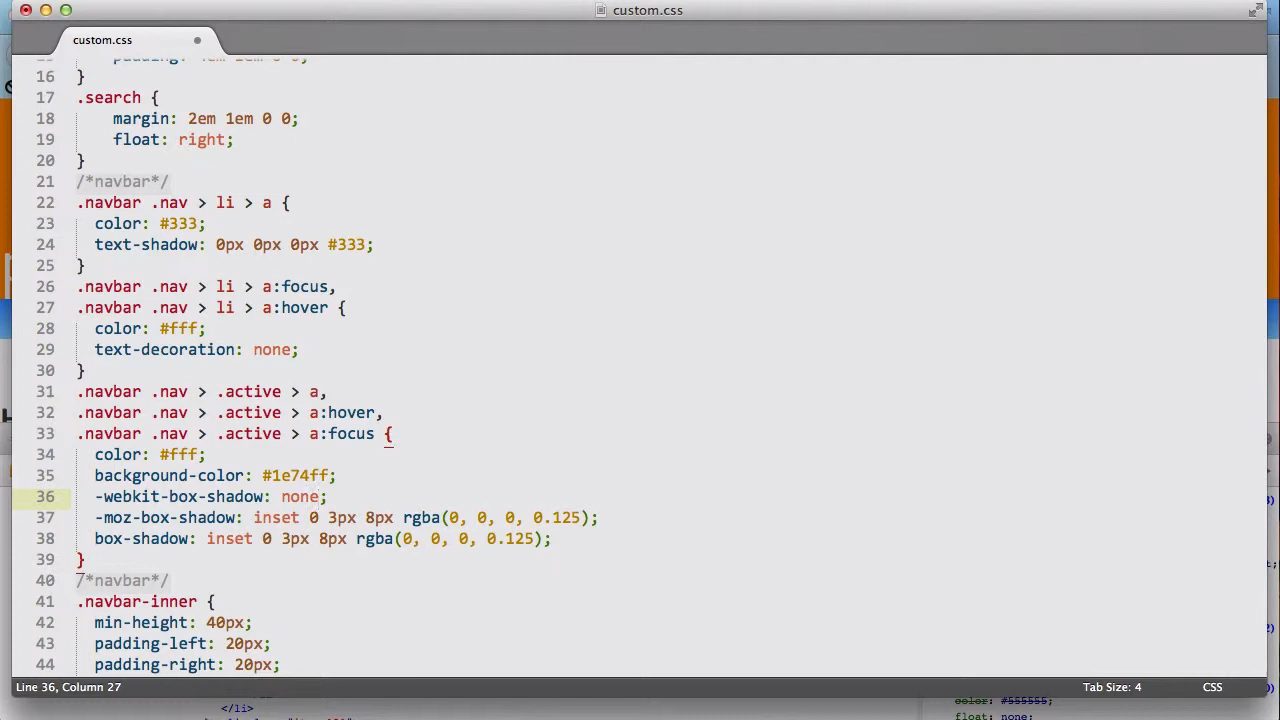 custom.css
custom.css
16 }
17 .search {
18 margin: 2em 1em 0 0;
19 float: right;
20 }
21 /*navbar*/
22 .navbar .nav > li > a {
23 color: #333;
24 text-shadow: 0px 0px 0px #333;
25 }
26 .navbar .nav > li > a:focus,
27 .navbar .nav > li > a:hover {
28 color: #fff;
29 text-decoration: none;
30 }
31 .navbar .nav > .active > a,
32 .navbar .nav > .active > a:hover,
33 .navbar .nav > .active > a:focus {
34 color: #fff;
35 background-color: #1e74ff;
36 -webkit-box-shadow: none;
37 -moz-box-shadow: inset 0 3px 8px rgba(0, 0, 0, 0.125);
38 box-shadow: inset 0 3px 8px rgba(0, 0, 0, 0.125);
39 }
40 /*navbar*/
41 .navbar-inner {
42 min-height: 40px;
43 padding-left: 20px;
44 padding-right: 20px;
Line 36, Column 27 Tab Size: 4 CSS
</li>
color: #555555;
float: none;